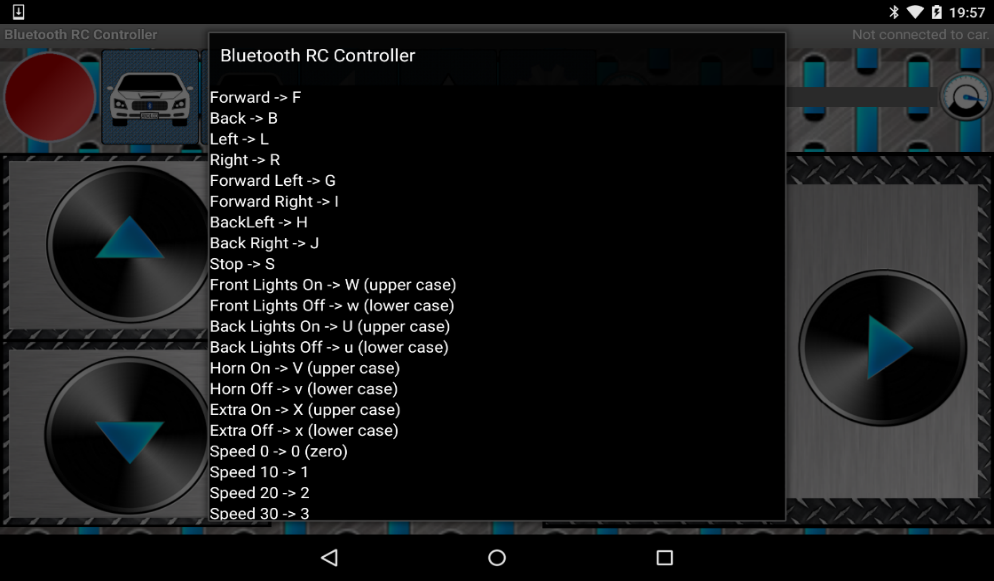 19:57
Bluetooth RC Controller
Not connected to car.
Bluetooth RC Controller
Forward -> F
Back -> B
Left -> L
Right -> R
Forward Left -> G
Forward Right -> I
BackLeft -> H
Back Right -> J
Stop -> S
Front Lights On -> W (upper case)
Front Lights Off -> w (lower case)
Back Lights On -> U (upper case)
Back Lights Off -> u (lower case)
Horn On -> V (upper case)
Horn Off -> v (lower case)
Extra On -> X (upper case)
Extra Off -> x (lower case)
Speed 0 -> 0 (zero)
Speed 10 -> 1
Speed 20 -> 2
Speed 30 -> 3